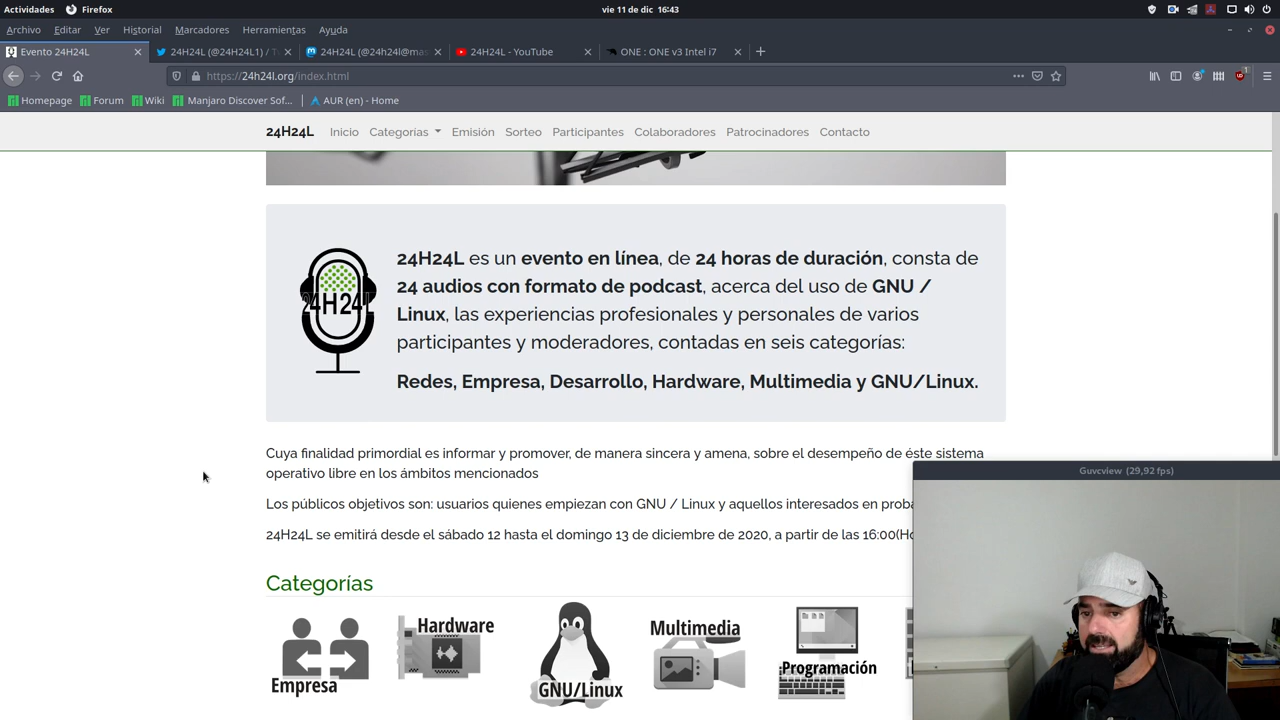 Actividades Firefox vie 11 de dic 16:43
Archivo Editar Ver Historial Marcadores Herramientas Ayuda
Evento 24H24L 24H24L (@24H24L1) / 24H24L (@24h24l@mas 24H24L - YouTube ONE : ONE v3 Intel i7
https://24h24l.org/index.html
Homepage Forum Wiki Manjaro Discover Sof... AUR (en) - Home
24H24L Inicio Categorías Emisión Sorteo Participantes Colaboradores Patrocinadores Contacto
24H24L
24H24L es un evento en línea, de 24 horas de duración, consta de
24 audios con formato de podcast, acerca del uso de GNU /
Linux, las experiencias profesionales y personales de varios
participantes y moderadores, contadas en seis categorías:
Redes, Empresa, Desarrollo, Hardware, Multimedia y GNU/Linux.
Cuya finalidad primordial es informar y promover, de manera sincera y amena, sobre el desempeño de éste sistema
operativo libre en los ámbitos mencionados
Los públicos objetivos son: usuarios quienes empiezan con GNU / Linux y aquellos interesados en
24H24L se emitirá desde el sábado 12 hasta el domingo 13 de diciembre de 2020, a partir de las 16:00
Guvcview (29,92 fps)
Categorías
Empresa
Hardware
GNU/Linux
Multimedia
Programación